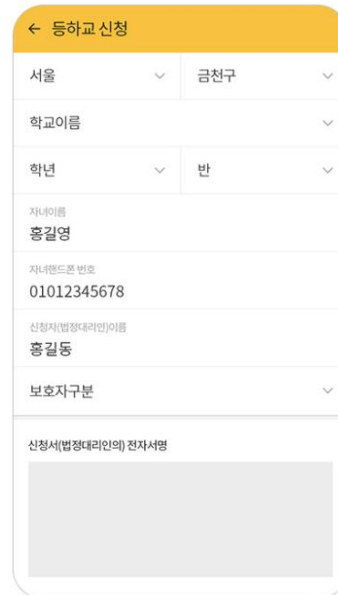 ← 등하교 신청
서울 금천구
학교이름
학년 반
자녀이름
홍길영
자녀핸드폰 번호
01012345678
신청자(법정대리인)이름
홍길동
보호자구분
신청서(법정대리인의) 전자서명